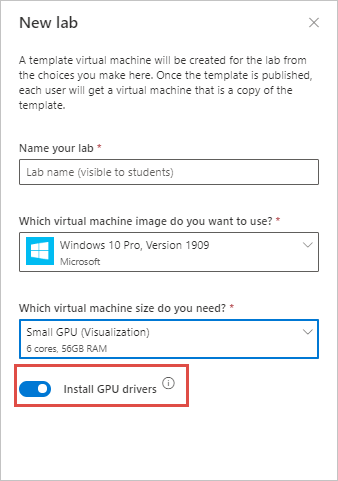 New lab
A template virtual machine will be created for the lab from
the choices you make here. Once the template is published,
each user will get a virtual machine that is a copy of the
template.
Name your lab *
Lab name (visible to students)
Which virtual machine image do you want to use? *
Windows 10 Pro, Version 1909
Microsoft
Which virtual machine size do you need? *
Small GPU (Visualization)
6 cores, 56GB RAM
Install GPU drivers